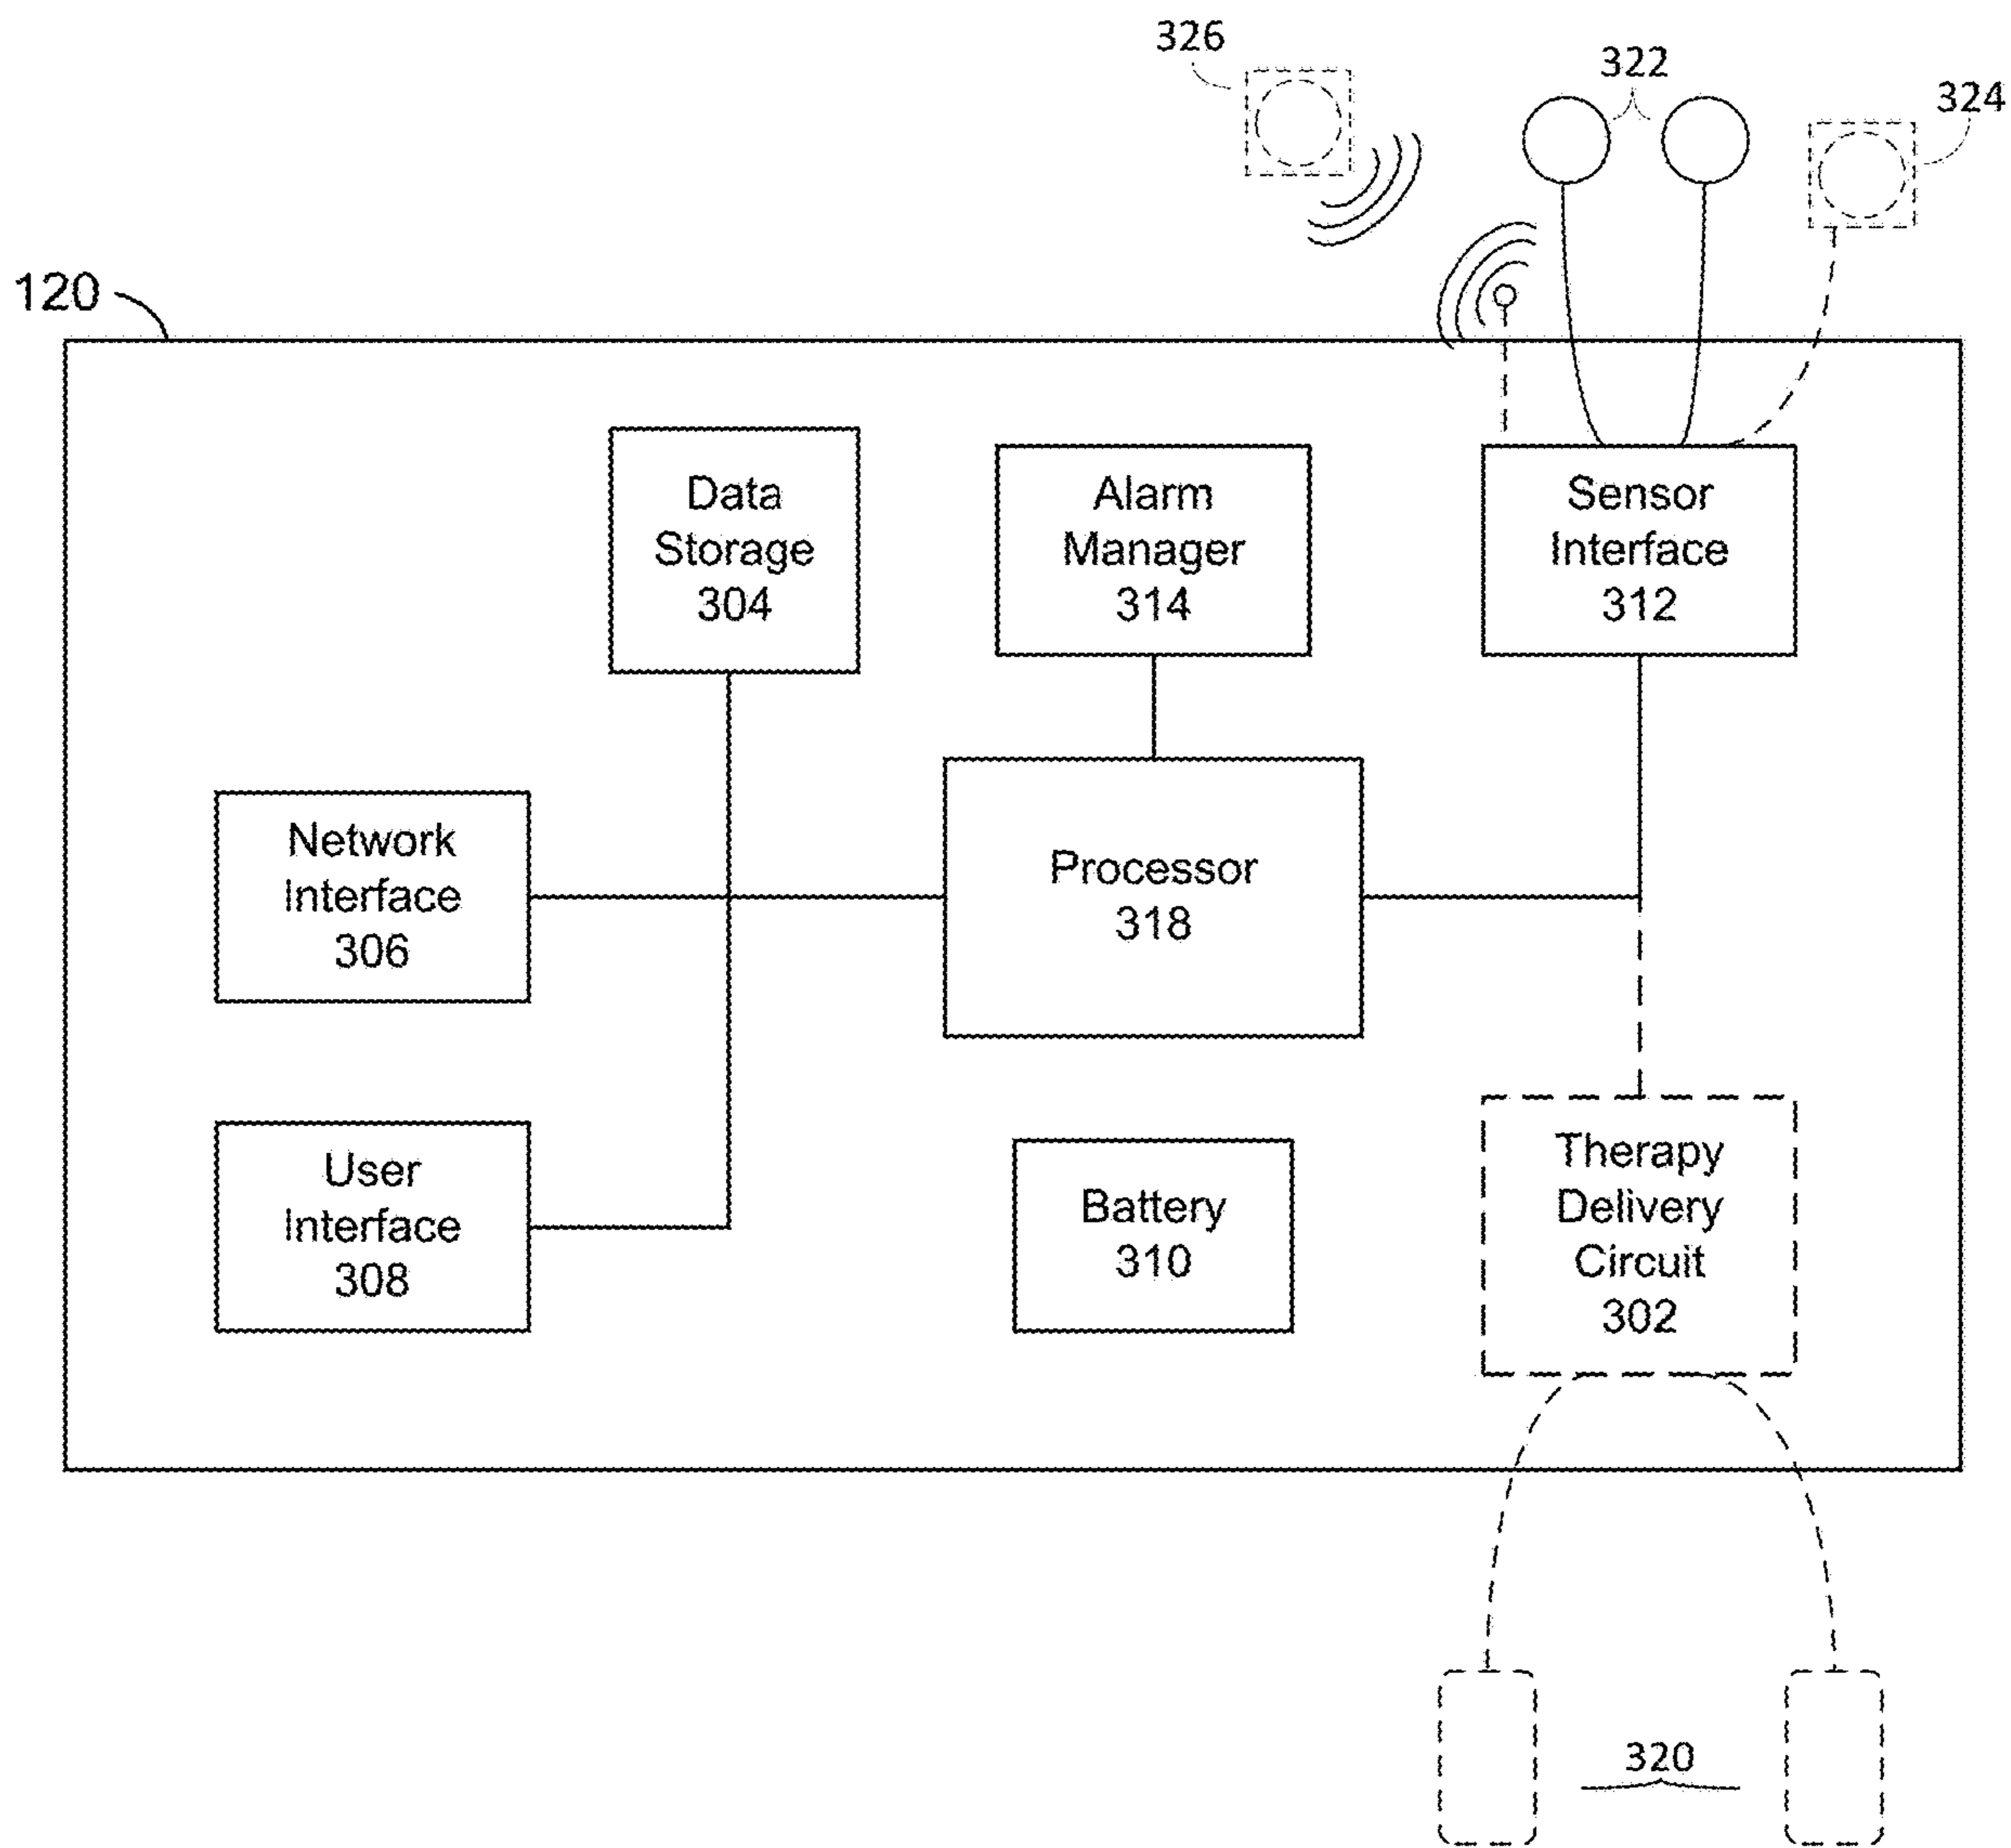 326
322
324
120
Data
Storage
304
Alarm
Manager
314
Sensor
Interface
312
Network
Interface
306
Processor
318
User
Interface
308
Battery
310
Therapy
Delivery
Circuit
302
320